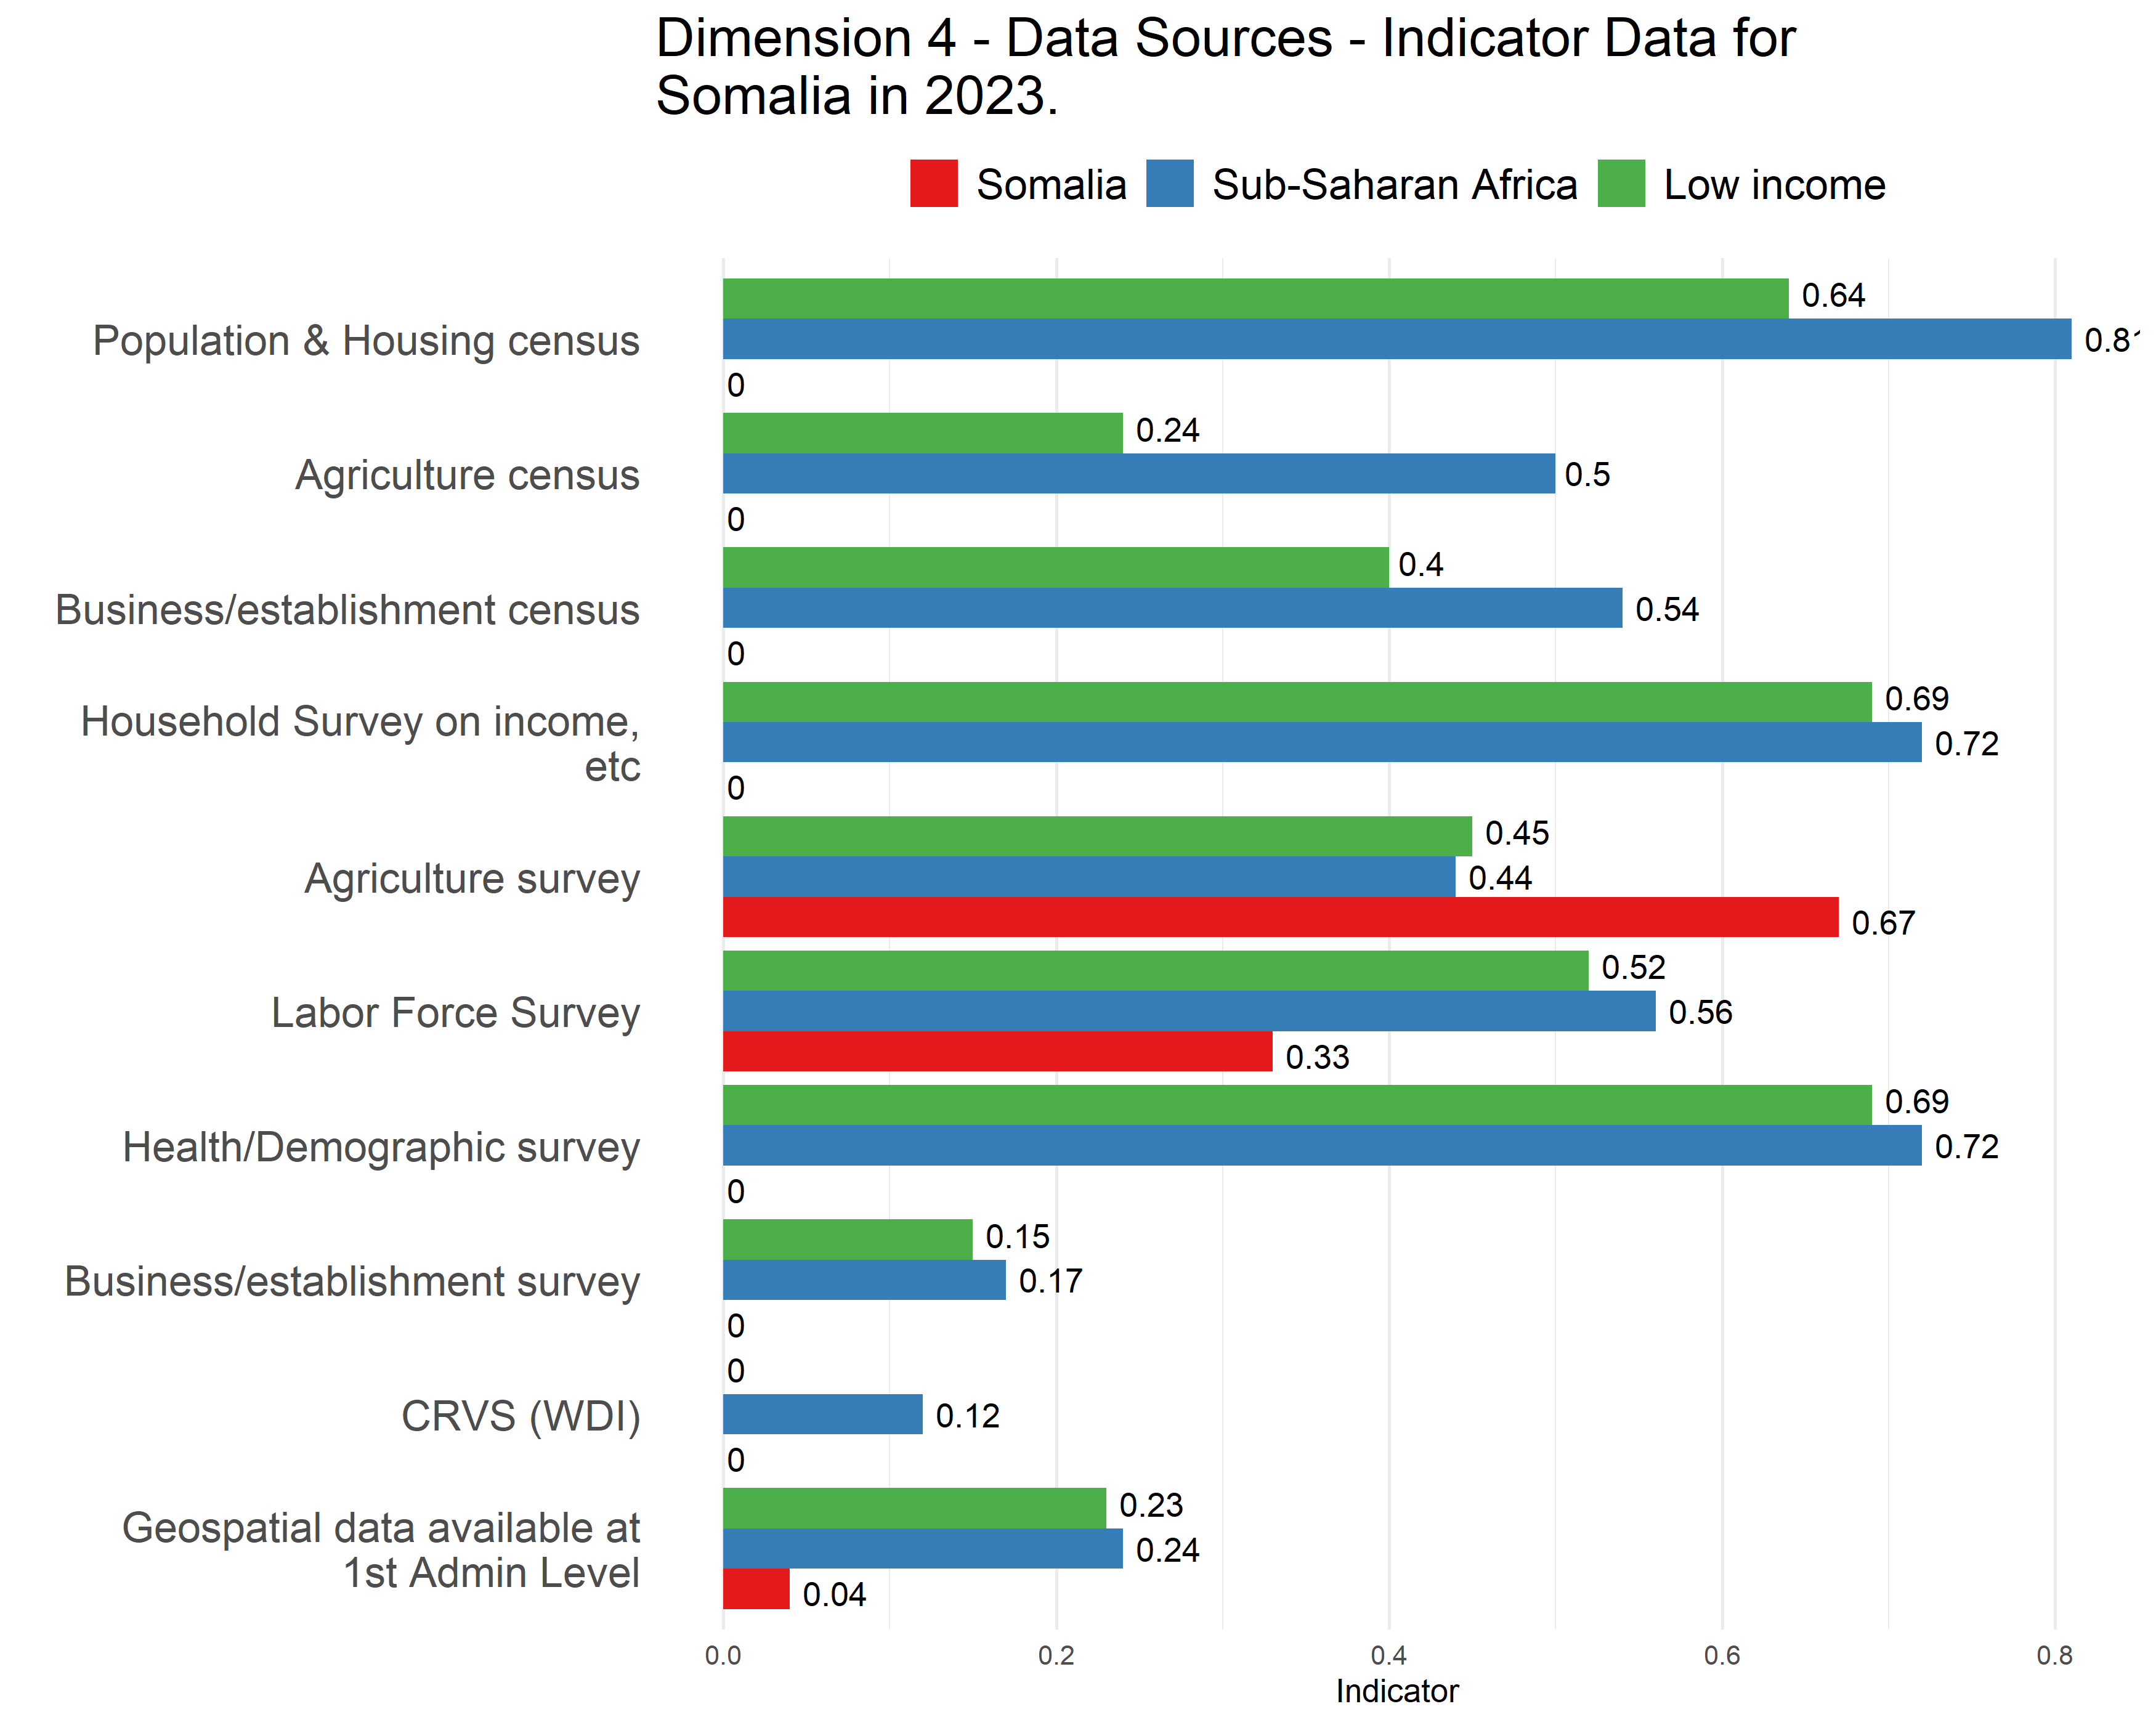 Dimension 4 - Data Sources - Indicator Data for
Somalia in 2023.
Somalia Sub-Saharan Africa Low income
Population & Housing census
0.64
0.81
0
Agriculture census
0.24
0.5
0
Business/establishment census
0.4
0.54
0
Household Survey on income,
etc
0.69
0.72
0
Agriculture survey
0.45
0.44
0.67
Labor Force Survey
0.52
0.56
0.33
Health/Demographic survey
0.69
0.72
0
Business/establishment survey
0.15
0.17
0
CRVS (WDI)
0
0.12
0
Geospatial data available at
1st Admin Level
0.23
0.24
0.04
0.0 0.2 0.4 0.6 0.8
Indicator